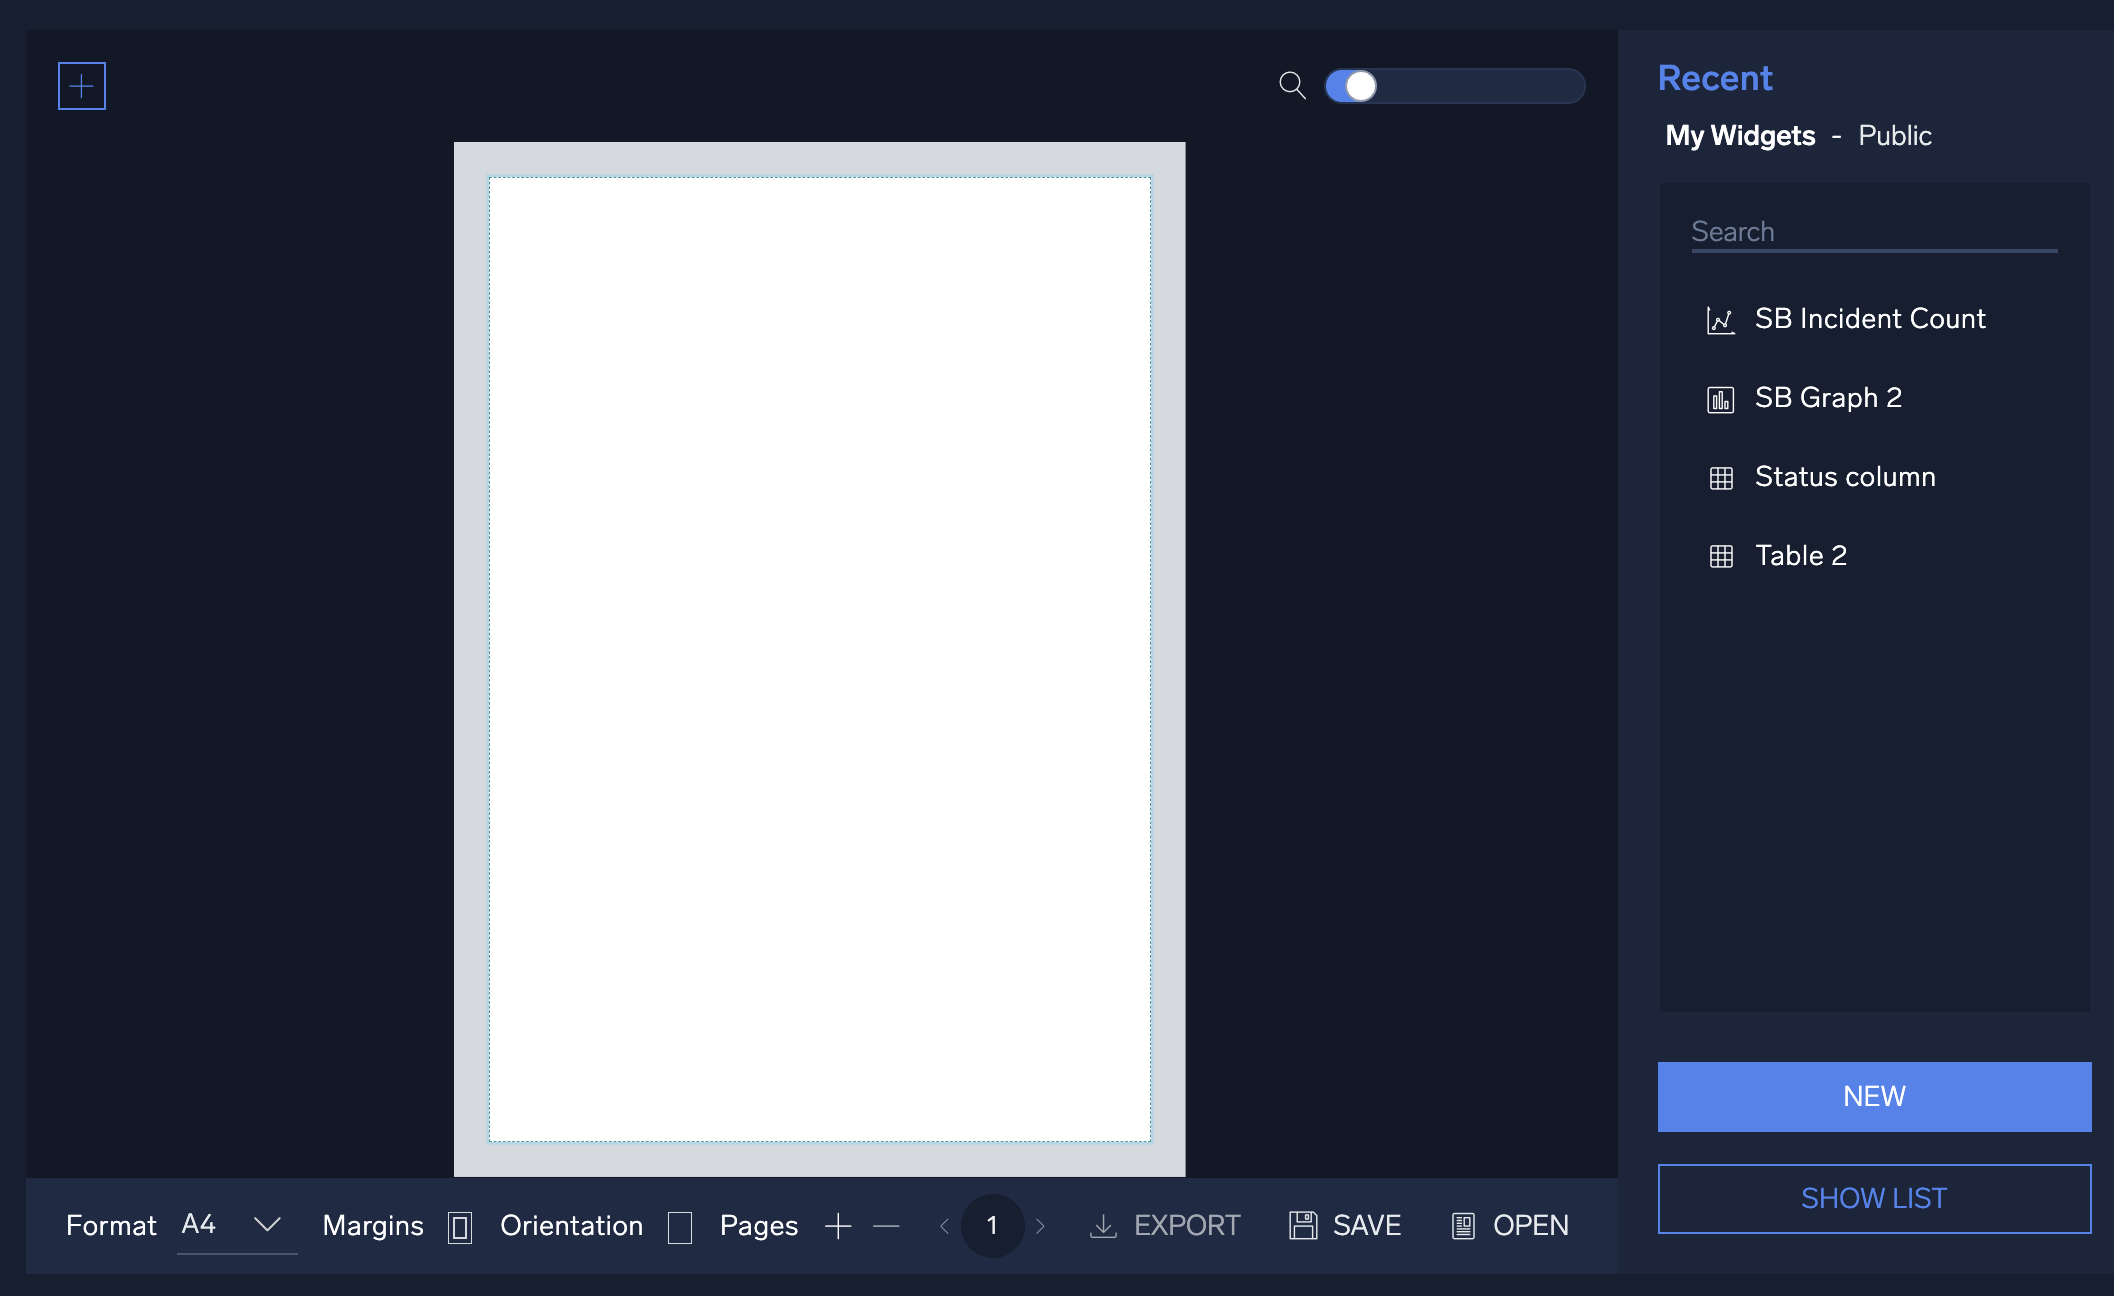 Recent
My Widgets - Public
Search
SB Incident Count
SB Graph 2
Status column
Table 2
NEW
SHOW LIST
Format A4 Margins Orientation Pages 1 EXPORT SAVE OPEN